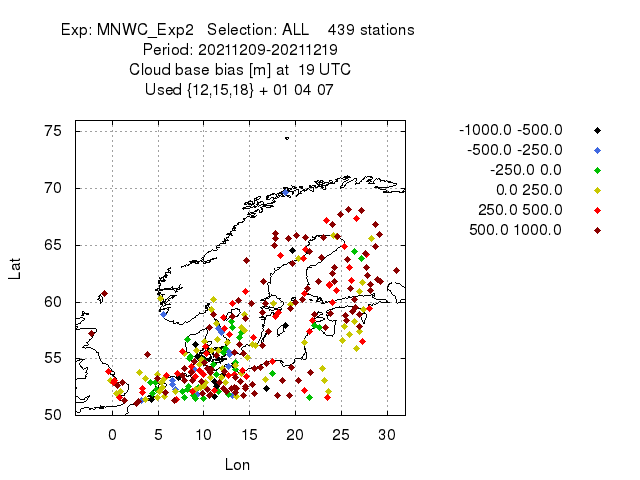 Exp: MNWC_Exp2   Selection: ALL    439 stations
Period: 20211209-20211219
Cloud base bias [m] at  19 UTC
Used {12,15,18} + 01 04 07
-1000.0 -500.0
-500.0 -250.0
-250.0 0.0
0.0 250.0
250.0 500.0
500.0 1000.0
Lat
75
70
65
60
55
50
0 5 10 15 20 25 30
Lon